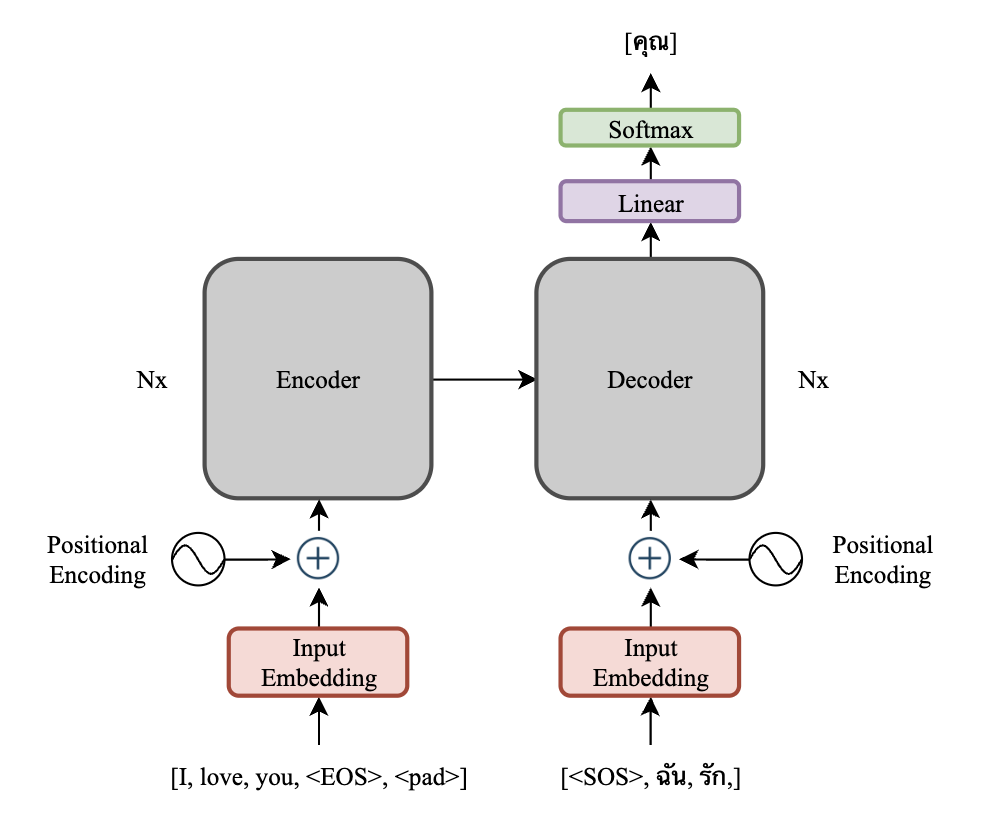 [คุณ]
Softmax
Linear
Nx
Encoder
Decoder
Nx
Positional
Encoding
Positional
Encoding
Input
Embedding
Input
Embedding
[I, love, you, <EOS>, <pad>]
[<SOS>, ฉัน, รัก,]